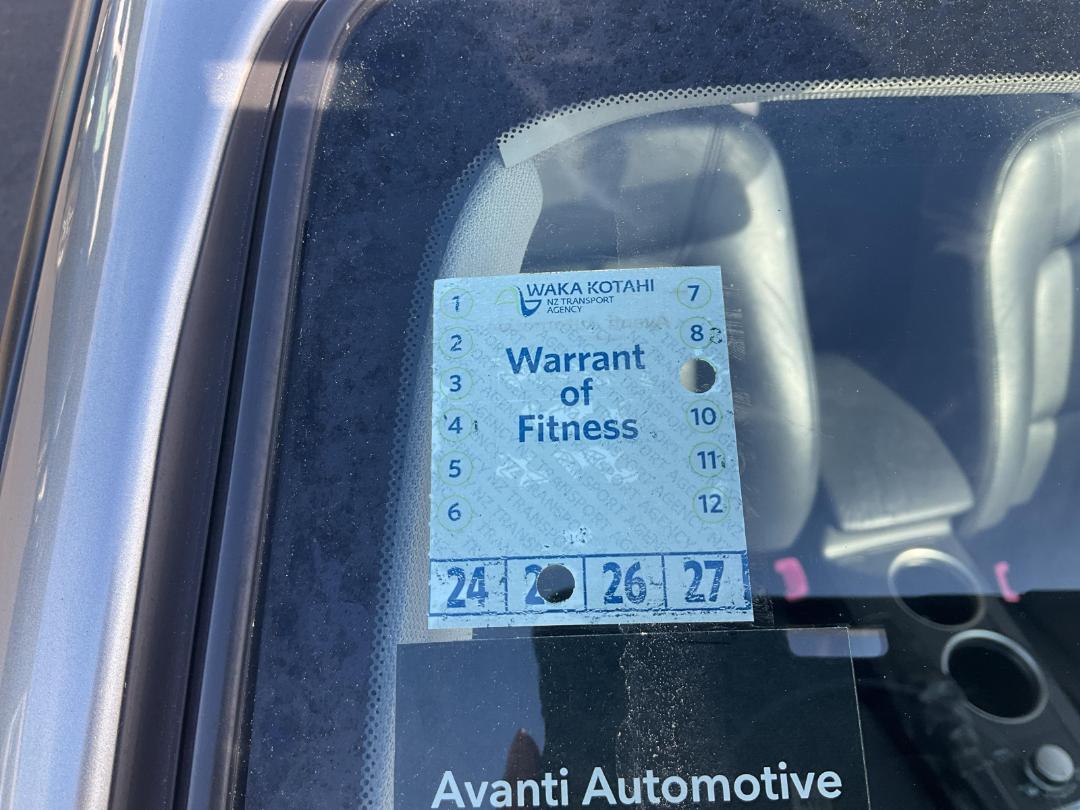 WAKA KOTAHI
NZ TRANSPORT
AGENCY
1
2
3
4
5
6
Warrant
of
Fitness
7
8
10
11
12
24
2
26
27
Avanti Automotive